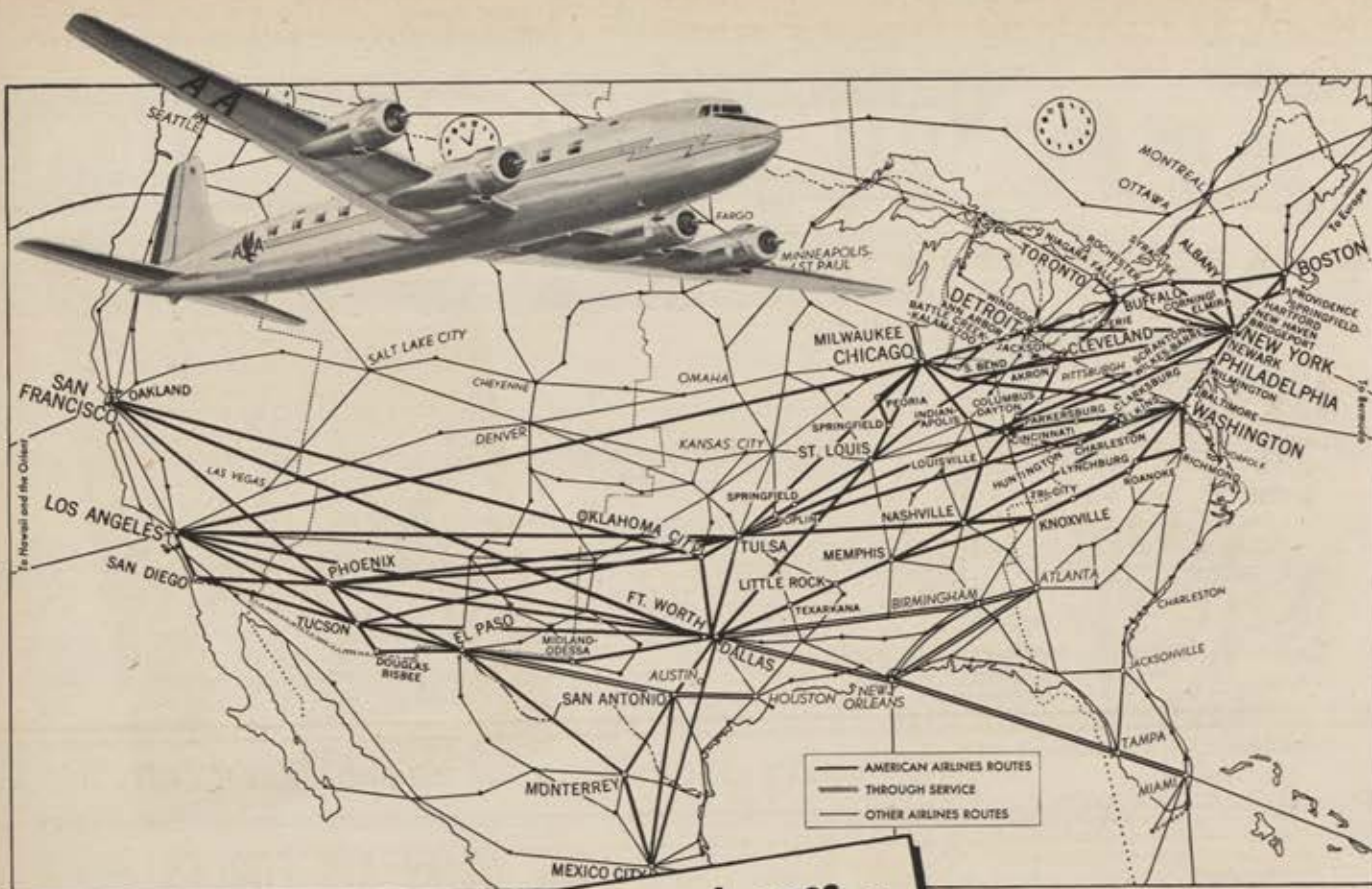 AA
AA
SEATTLE
FARGO
MINNEAPOLIS-
ST PAUL
MONTREAL
OTTAWA
To Europe
TORONTO
NIAGARA FALLS
ROCHESTER
SYRACUSE
ALBANY
BOSTON
BUFFALO
CORNING
ELMIRA
PROVIDENCE
SPRINGFIELD-
HARTFORD
NEW HAVEN
BRIDGEPORT
NEW YORK
NEWARK
PHILADELPHIA
WILMINGTON
BALTIMORE
WASHINGTON
NORFOLK
RICHMOND
To Bermuda
DETROIT
WINDSOR
ANN ARBOR
BATTLE CREEK-
KALAMAZOO
JACKSON
ERIE
CLEVELAND
SCRANTON
WILKES BARRE
MILWAUKEE
CHICAGO
S. BEND
AKRON
PITTSBURGH
CLARKSBURG
ELKINS
COLUMBUS
DAYTON
PARKERSBURG
CINCINNATI
CHARLESTON
HUNTINGTON
LYNCHBURG
ROANOKE
TRI-CITY
PEORIA
SPRINGFIELD
INDIAN-
APOLIS
ST. LOUIS
LOUISVILLE
SALT LAKE CITY
CHEYENNE
OMAHA
DENVER
KANSAS CITY
SAN
FRANCISCO
OAKLAND
LAS VEGAS
To Hawaii and the Orient
LOS ANGELES
SAN DIEGO
PHOENIX
TUCSON
DOUGLAS-
BISBEE
EL PASO
MIDLAND-
ODESSA
OKLAHOMA CITY
SPRINGFIELD
JOPLIN
TULSA
NASHVILLE
KNOXVILLE
MEMPHIS
LITTLE ROCK
TEXARKANA
BIRMINGHAM
ATLANTA
CHARLESTON
FT. WORTH
DALLAS
AUSTIN
SAN ANTONIO
HOUSTON
NEW
ORLEANS
JACKSONVILLE
TAMPA
MIAMI
MONTERREY
MEXICO CITY
AMERICAN AIRLINES ROUTES
THROUGH SERVICE
OTHER AIRLINES ROUTES